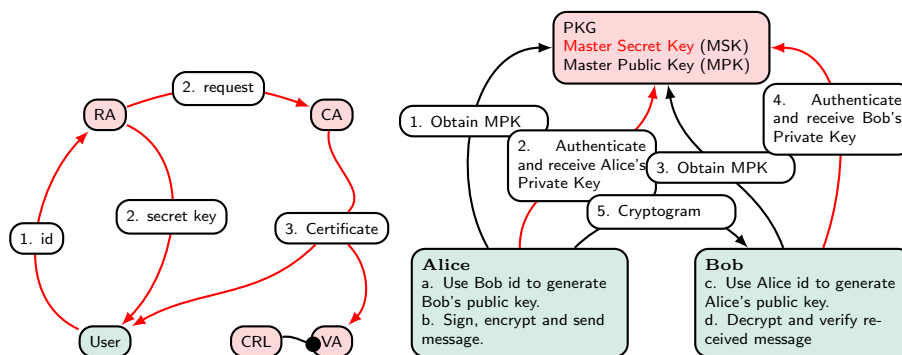 2. request
RA
CA
2. secret key
1. id
3. Certificate
User
CRL
VA
PKG
Master Secret Key (MSK)
Master Public Key (MPK)
1. Obtain MPK
2. Authenticate
and receive Alice's
Private Key
3. Obtain MPK
4. Authenticate
and receive Bob's
Private Key
5. Cryptogram
Alice
a. Use Bob id to generate
Bob's public key.
b. Sign, encrypt and send
message.
Bob
c. Use Alice id to generate
Alice's public key.
d. Decrypt and verify re-
ceived message